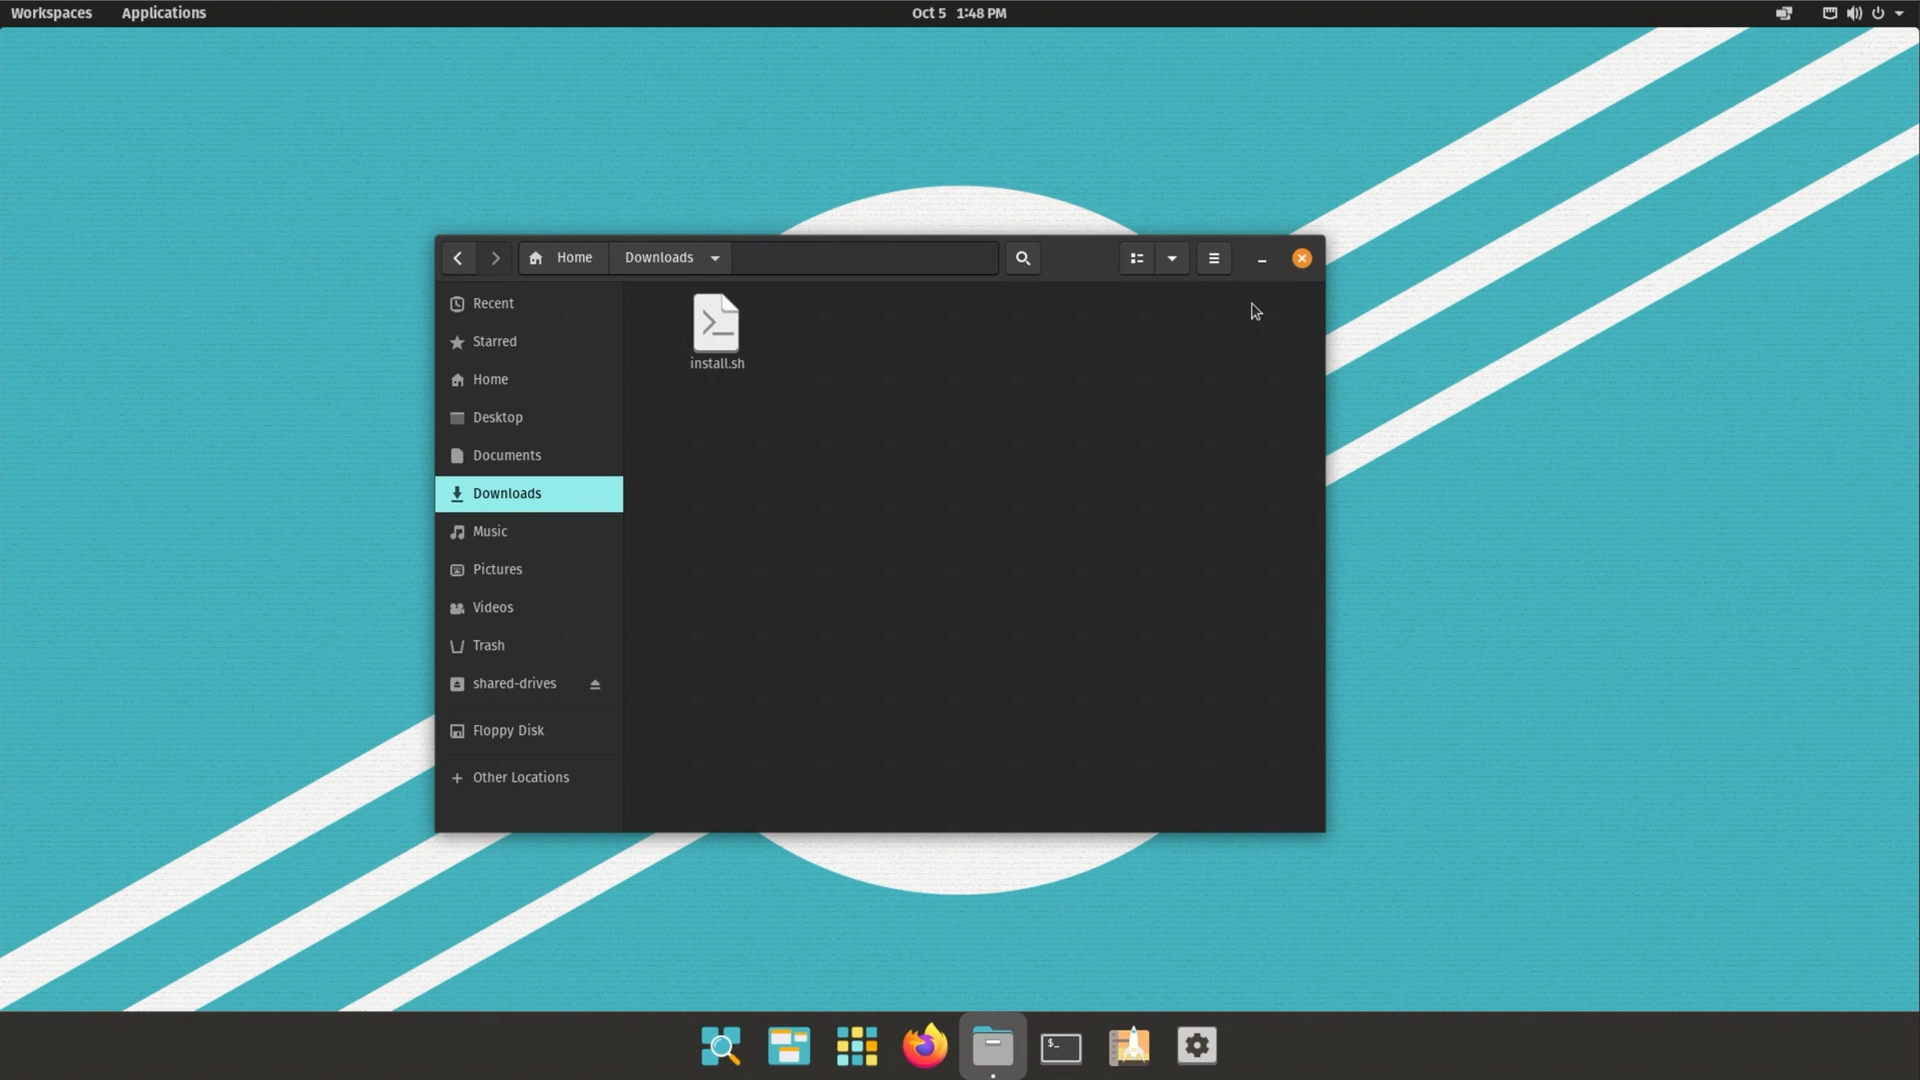 Workspaces Applications Oct 5 1:48 PM
Home Downloads
Recent
install.sh
Starred
Home
Desktop
Documents
Downloads
Music
Pictures
Videos
Trash
shared-drives
Floppy Disk
Other Locations
$_